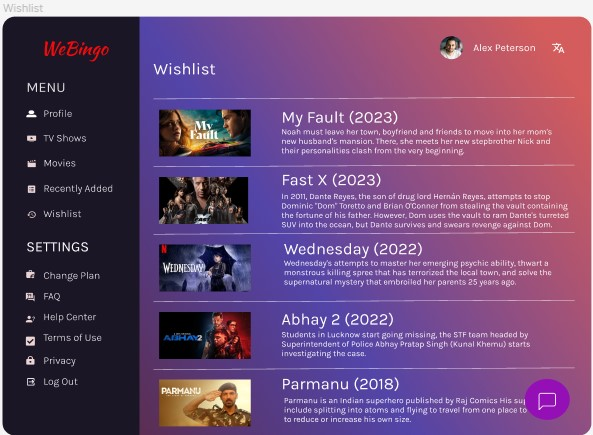 Wishlist
WeBingo
MENU
Profile
TV Shows
Movies
Recently Added
Wishlist
SETTINGS
Change Plan
FAQ
Help Center
Terms of Use
Privacy
Log Out
Alex Peterson
Wishlist
My
Fault
My Fault (2023)
Noah must leave her town, boyfriend and friends to move into her mom's
new husband's mansion. There, she meets her new stepbrother Nick and
their personalities clash from the very beginning.
Fast X (2023)
In 2011, Dante Reyes, the son of drug lord Hernán Reyes, attempts to stop
Dominic "Dom" Toretto and Brian O'Conner from stealing the vault containing
the fortune of his father. However, Dom uses the vault to ram Dante's turreted
SUV into the ocean, but Dante survives and swears revenge against Dom.
N
WEDNESDAY
Wednesday (2022)
Wednesday's attempts to master her emerging psychic ability, thwart a
monstrous killing spree that has terrorized the local town, and solve the
supernatural mystery that embroiled her parents 25 years ago.
ABHAY2
Abhay 2 (2022)
Students in Lucknow start going missing, the STF team headed by
Superintendent of Police Abhay Pratap Singh (Kunal Khemu) starts
investigating the case.
PARMANU
Parmanu (2018)
Parmanu is an Indian superhero published by Raj Comics His
include splitting into atoms and flying to travel from one place to
to reduce or increase his own size.